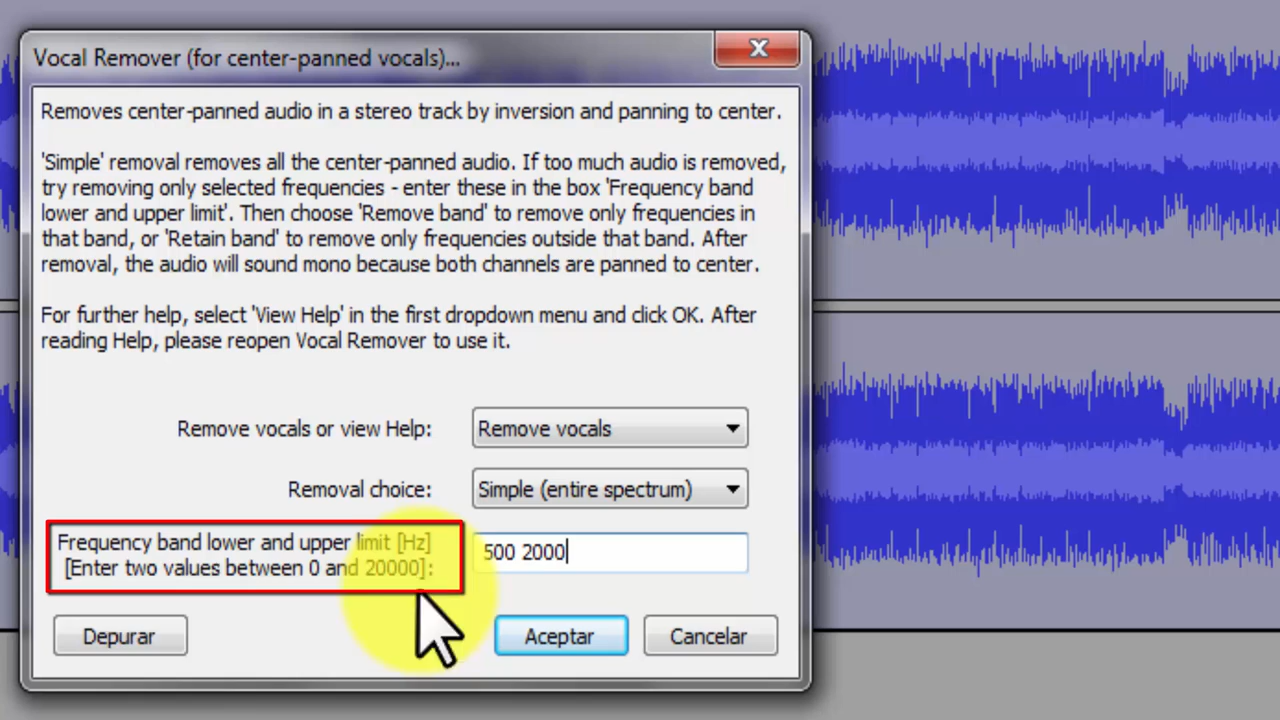 Vocal Remover (for center-panned vocals)...
Removes center-panned audio in a stereo track by inversion and panning to center.
'Simple' removal removes all the center-panned audio. If too much audio is removed,
try removing only selected frequencies - enter these in the box 'Frequency band
lower and upper limit'. Then choose 'Remove band' to remove only frequencies in
that band, or 'Retain band' to remove only frequencies outside that band. After
removal, the audio will sound mono because both channels are panned to center.
For further help, select 'View Help' in the first dropdown menu and click OK. After
reading Help, please reopen Vocal Remover to use it.
Remove vocals or view Help: Remove vocals
Removal choice: Simple (entire spectrum)
Frequency band lower and upper limit [Hz]
[Enter two values between 0 and 20000]: 500 2000
Depurar Aceptar Cancelar